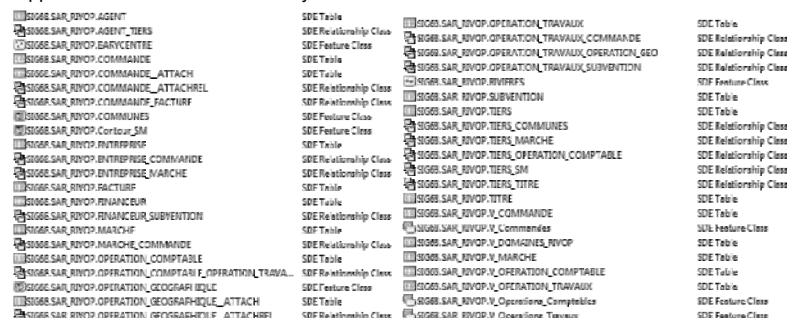 SIG68.SAR_RIVOP.AGENT SDE Table
SIG68.SAR_RIVOP.AGENT_TIERS SDE Relationship Class
SIG68.SAR_RIVOP.BARYCENTRE SDE Feature Class
SIG68.SAR_RIVOP.COMMANDE SDE Table
SIG68.SAR_RIVOP.COMMANDE__ATTACH SDE Table
SIG68.SAR_RIVOP.COMMANDE__ATTACHREL SDE Relationship Class
SIG68.SAR_RIVOP.COMMANDE_FACTURE SDE Relationship Class
SIG68.SAR_RIVOP.COMMUNES SDE Feature Class
SIG68.SAR_RIVOP.Contour_SM SDE Feature Class
SIG68.SAR_RIVOP.ENTREPRISE SDE Table
SIG68.SAR_RIVOP.ENTREPRISE_COMMANDE SDE Relationship Class
SIG68.SAR_RIVOP.ENTREPRISE_MARCHE SDE Relationship Class
SIG68.SAR_RIVOP.FACTURE SDE Table
SIG68.SAR_RIVOP.FINANCEUR SDE Table
SIG68.SAR_RIVOP.FINANCEUR_SUBVENTION SDE Relationship Class
SIG68.SAR_RIVOP.MARCHE SDE Table
SIG68.SAR_RIVOP.MARCHE_COMMANDE SDE Relationship Class
SIG68.SAR_RIVOP.OPERATION_COMPTABLE SDE Table
SIG68.SAR_RIVOP.OPERATION_COMPTABLE_OPERATION_TRAVA... SDE Relationship Class
SIG68.SAR_RIVOP.OPERATION_GEOGRAPHIQUE SDE Feature Class
SIG68.SAR_RIVOP.OPERATION_GEOGRAPHIQUE__ATTACH SDE Table
SIG68.SAR_RIVOP.OPERATION_GEOGRAPHIQUE__ATTACHREL SDE Relationship Class
SIG68.SAR_RIVOP.OPERATION_TRAVAUX SDE Table
SIG68.SAR_RIVOP.OPERATION_TRAVAUX_COMMANDE SDE Relationship Class
SIG68.SAR_RIVOP.OPERATION_TRAVAUX_OPERATION_GEO SDE Relationship Class
SIG68.SAR_RIVOP.OPERATION_TRAVAUX_SUBVENTION SDE Relationship Class
SIG68.SAR_RIVOP.RIVIERES SDE Feature Class
SIG68.SAR_RIVOP.SUBVENTION SDE Table
SIG68.SAR_RIVOP.TIERS SDE Table
SIG68.SAR_RIVOP.TIERS_COMMUNES SDE Relationship Class
SIG68.SAR_RIVOP.TIERS_MARCHE SDE Relationship Class
SIG68.SAR_RIVOP.TIERS_OPERATION_COMPTABLE SDE Relationship Class
SIG68.SAR_RIVOP.TIERS_SM SDE Relationship Class
SIG68.SAR_RIVOP.TIERS_TITRE SDE Relationship Class
SIG68.SAR_RIVOP.TITRE SDE Table
SIG68.SAR_RIVOP.V_COMMANDE SDE Table
SIG68.SAR_RIVOP.V_Commandes SDE Feature Class
SIG68.SAR_RIVOP.V_DOMAINES_RIVOP SDE Table
SIG68.SAR_RIVOP.V_MARCHE SDE Table
SIG68.SAR_RIVOP.V_OPERATION_COMPTABLE SDE Table
SIG68.SAR_RIVOP.V_OPERATION_TRAVAUX SDE Table
SIG68.SAR_RIVOP.V_Operations_Comptables SDE Feature Class
SIG68.SAR_RIVOP.V_Operations_Travaux SDE Feature Class